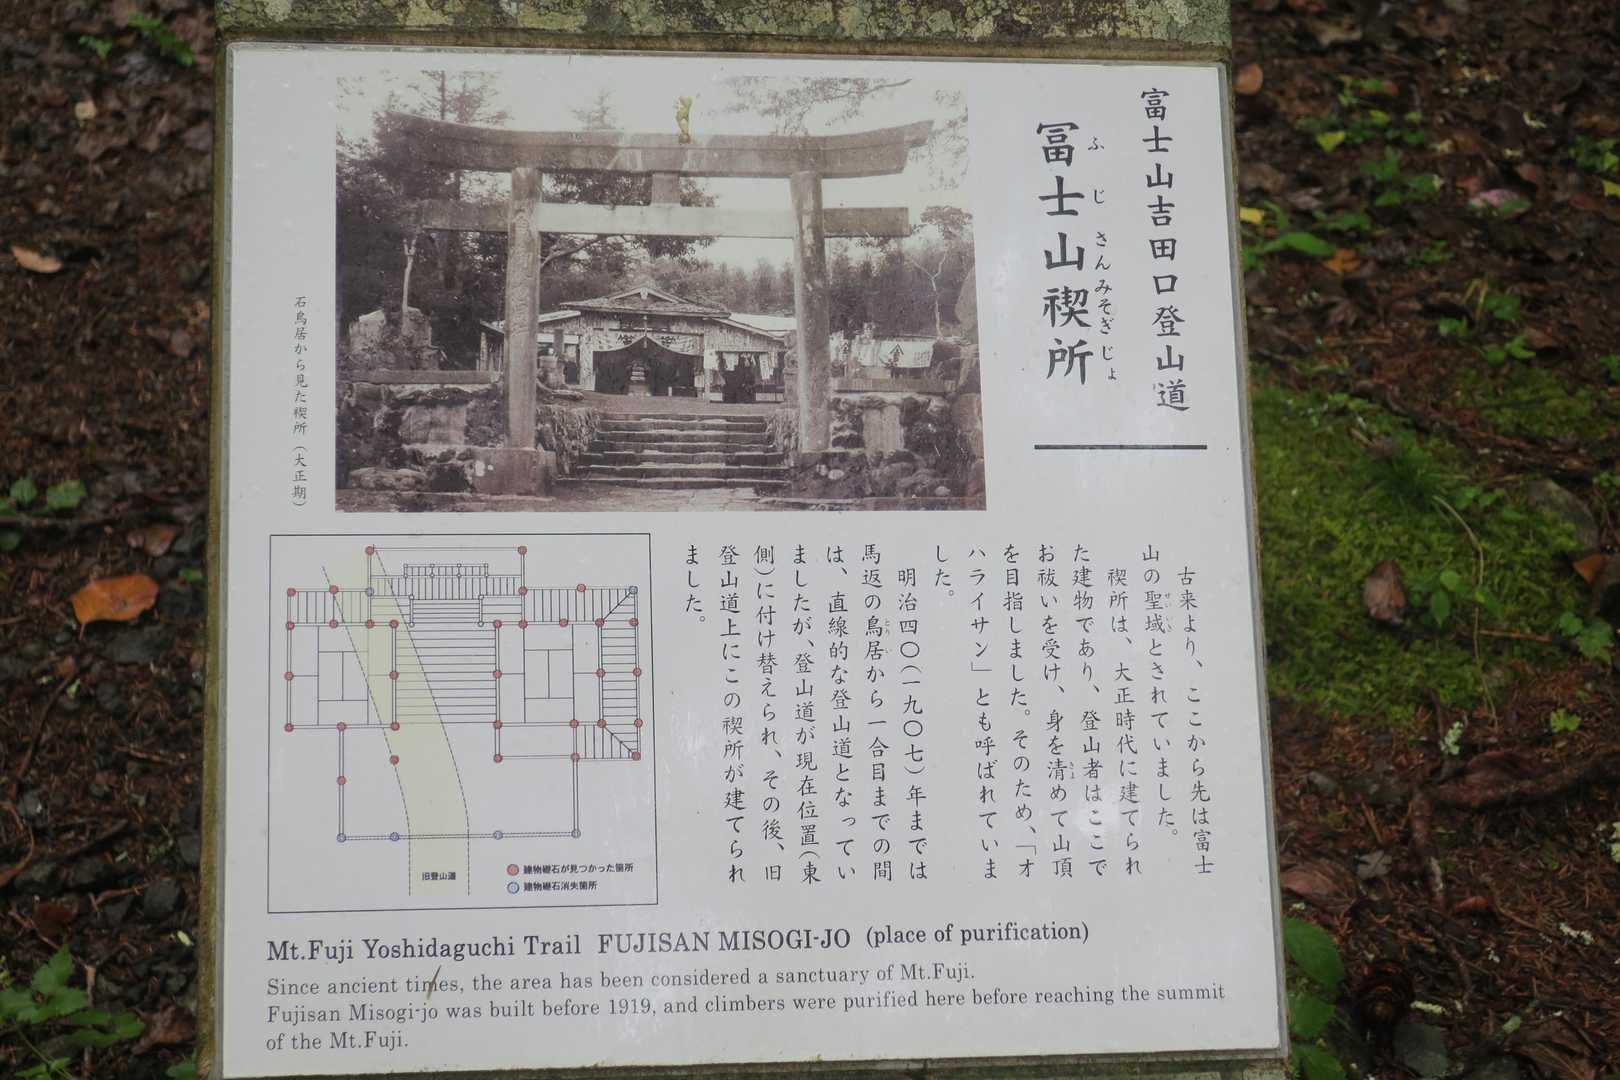 富士山吉田口登山道
冨士山禊所
ふじさんみそぎじょ
石鳥居から見た禊所（大正期）
古来より、ここから先は富士
山の聖域とされていました。
せいいき
禊所は、大正時代に建てられ
た建物であり、登山者はここで
お祓いを受け、身を清めて山頂
きよ
を目指しました。そのため、「オ
ハライサン」とも呼ばれていま
した。
明治四〇（一九〇七）年までは
馬返の鳥居から一合目までの間
とりい
は、直線的な登山道となってい
ましたが、登山道が現在位置（東
側）に付け替えられ、その後、旧
登山道上にこの禊所が建てられ
ました。
旧登山道
建物礎石が見つかった箇所
建物礎石消失箇所
Mt.Fuji Yoshidaguchi Trail FUJISAN MISOGI-JO (place of purification)
Since ancient times, the area has been considered a sanctuary of Mt.Fuji.
Fujisan Misogi-jo was built before 1919, and climbers were purified here before reaching the summit
of the Mt.Fuji.